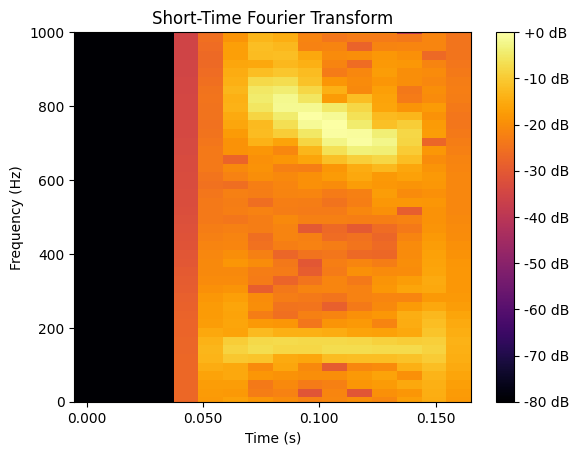 Short-Time Fourier Transform
1000
800
600
400
200
0
Frequency (Hz)
0.000
0.050
0.100
0.150
Time (s)
+0 dB
-10 dB
-20 dB
-30 dB
-40 dB
-50 dB
-60 dB
-70 dB
-80 dB